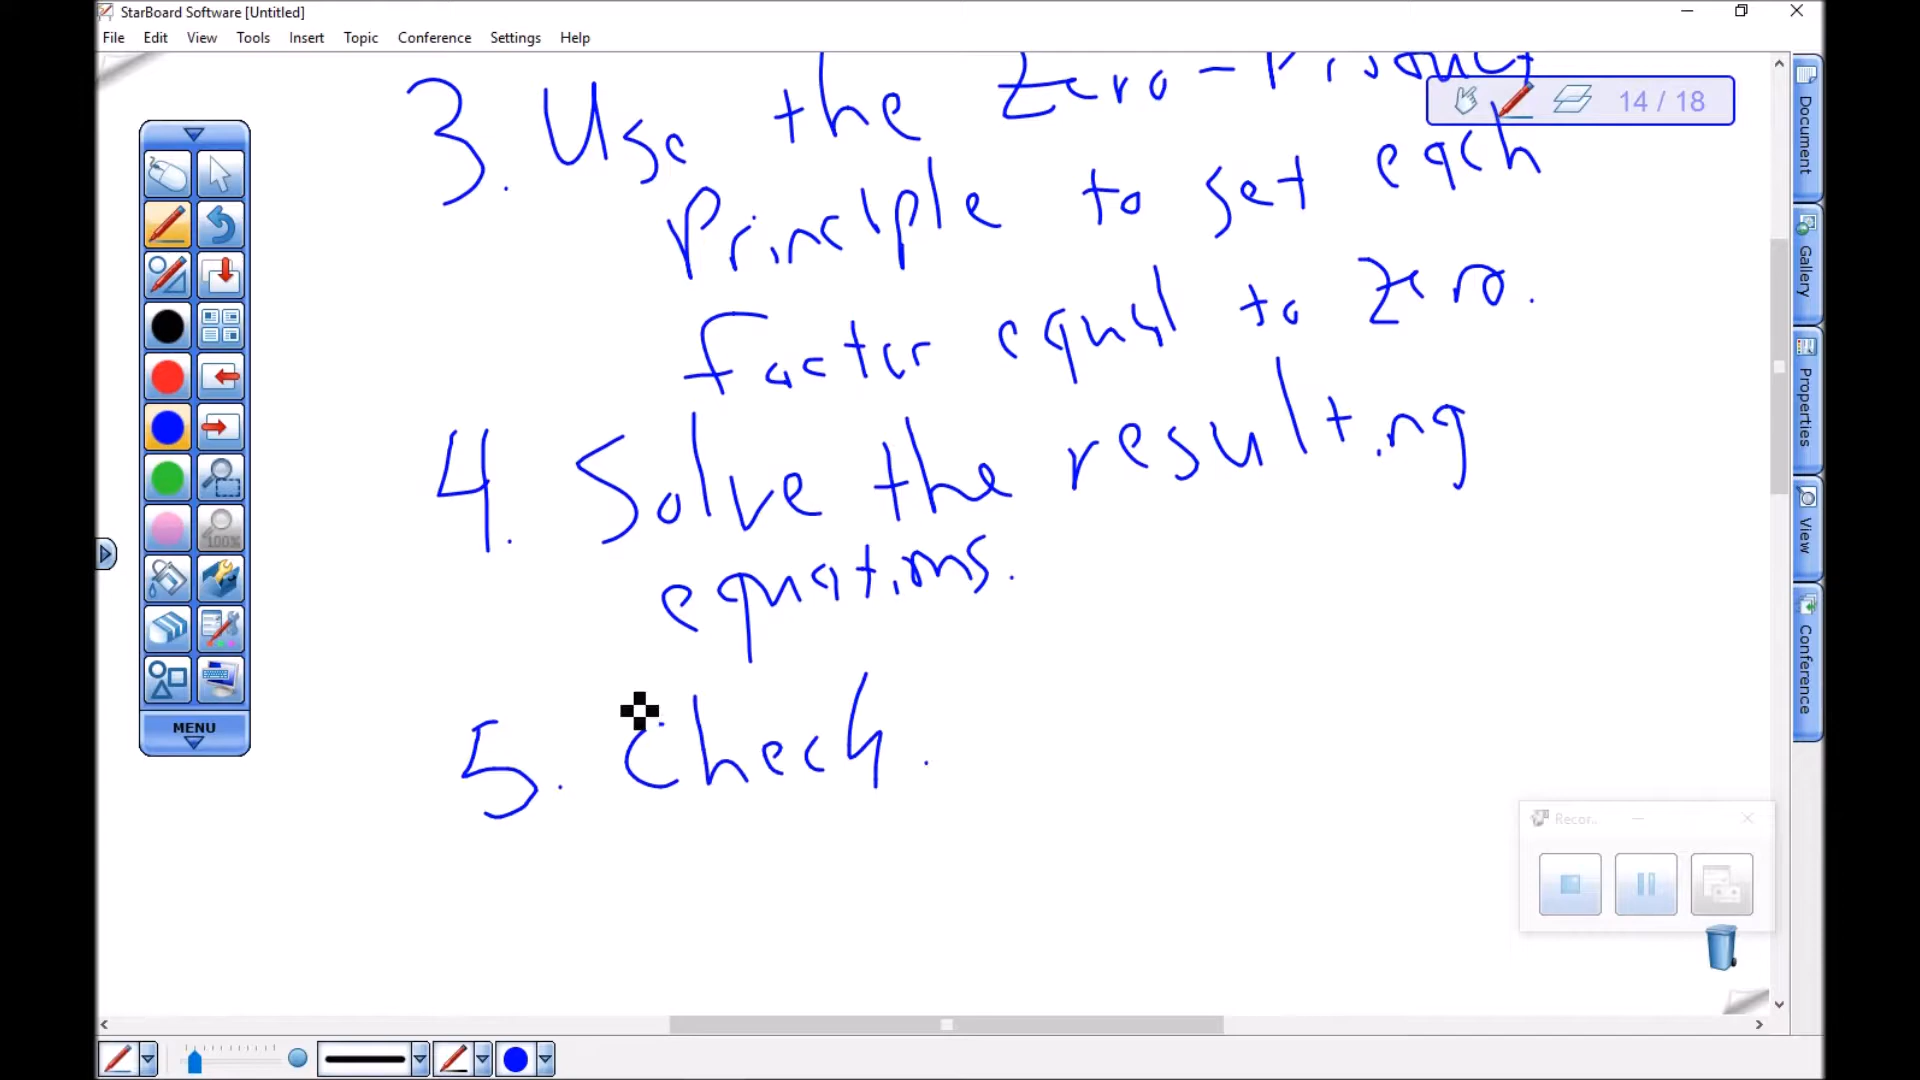 StarBoard Software [Untitled]
File Edit View Tools Insert Topic Conference Settings Help
3. Use the Zero-Product
Principle to set each
factor equal to zero.
4. Solve the resulting
equations.
5. Check.
14 / 18
100%
MENU
Document
Gallery
Properties
View
Conference
Recor..